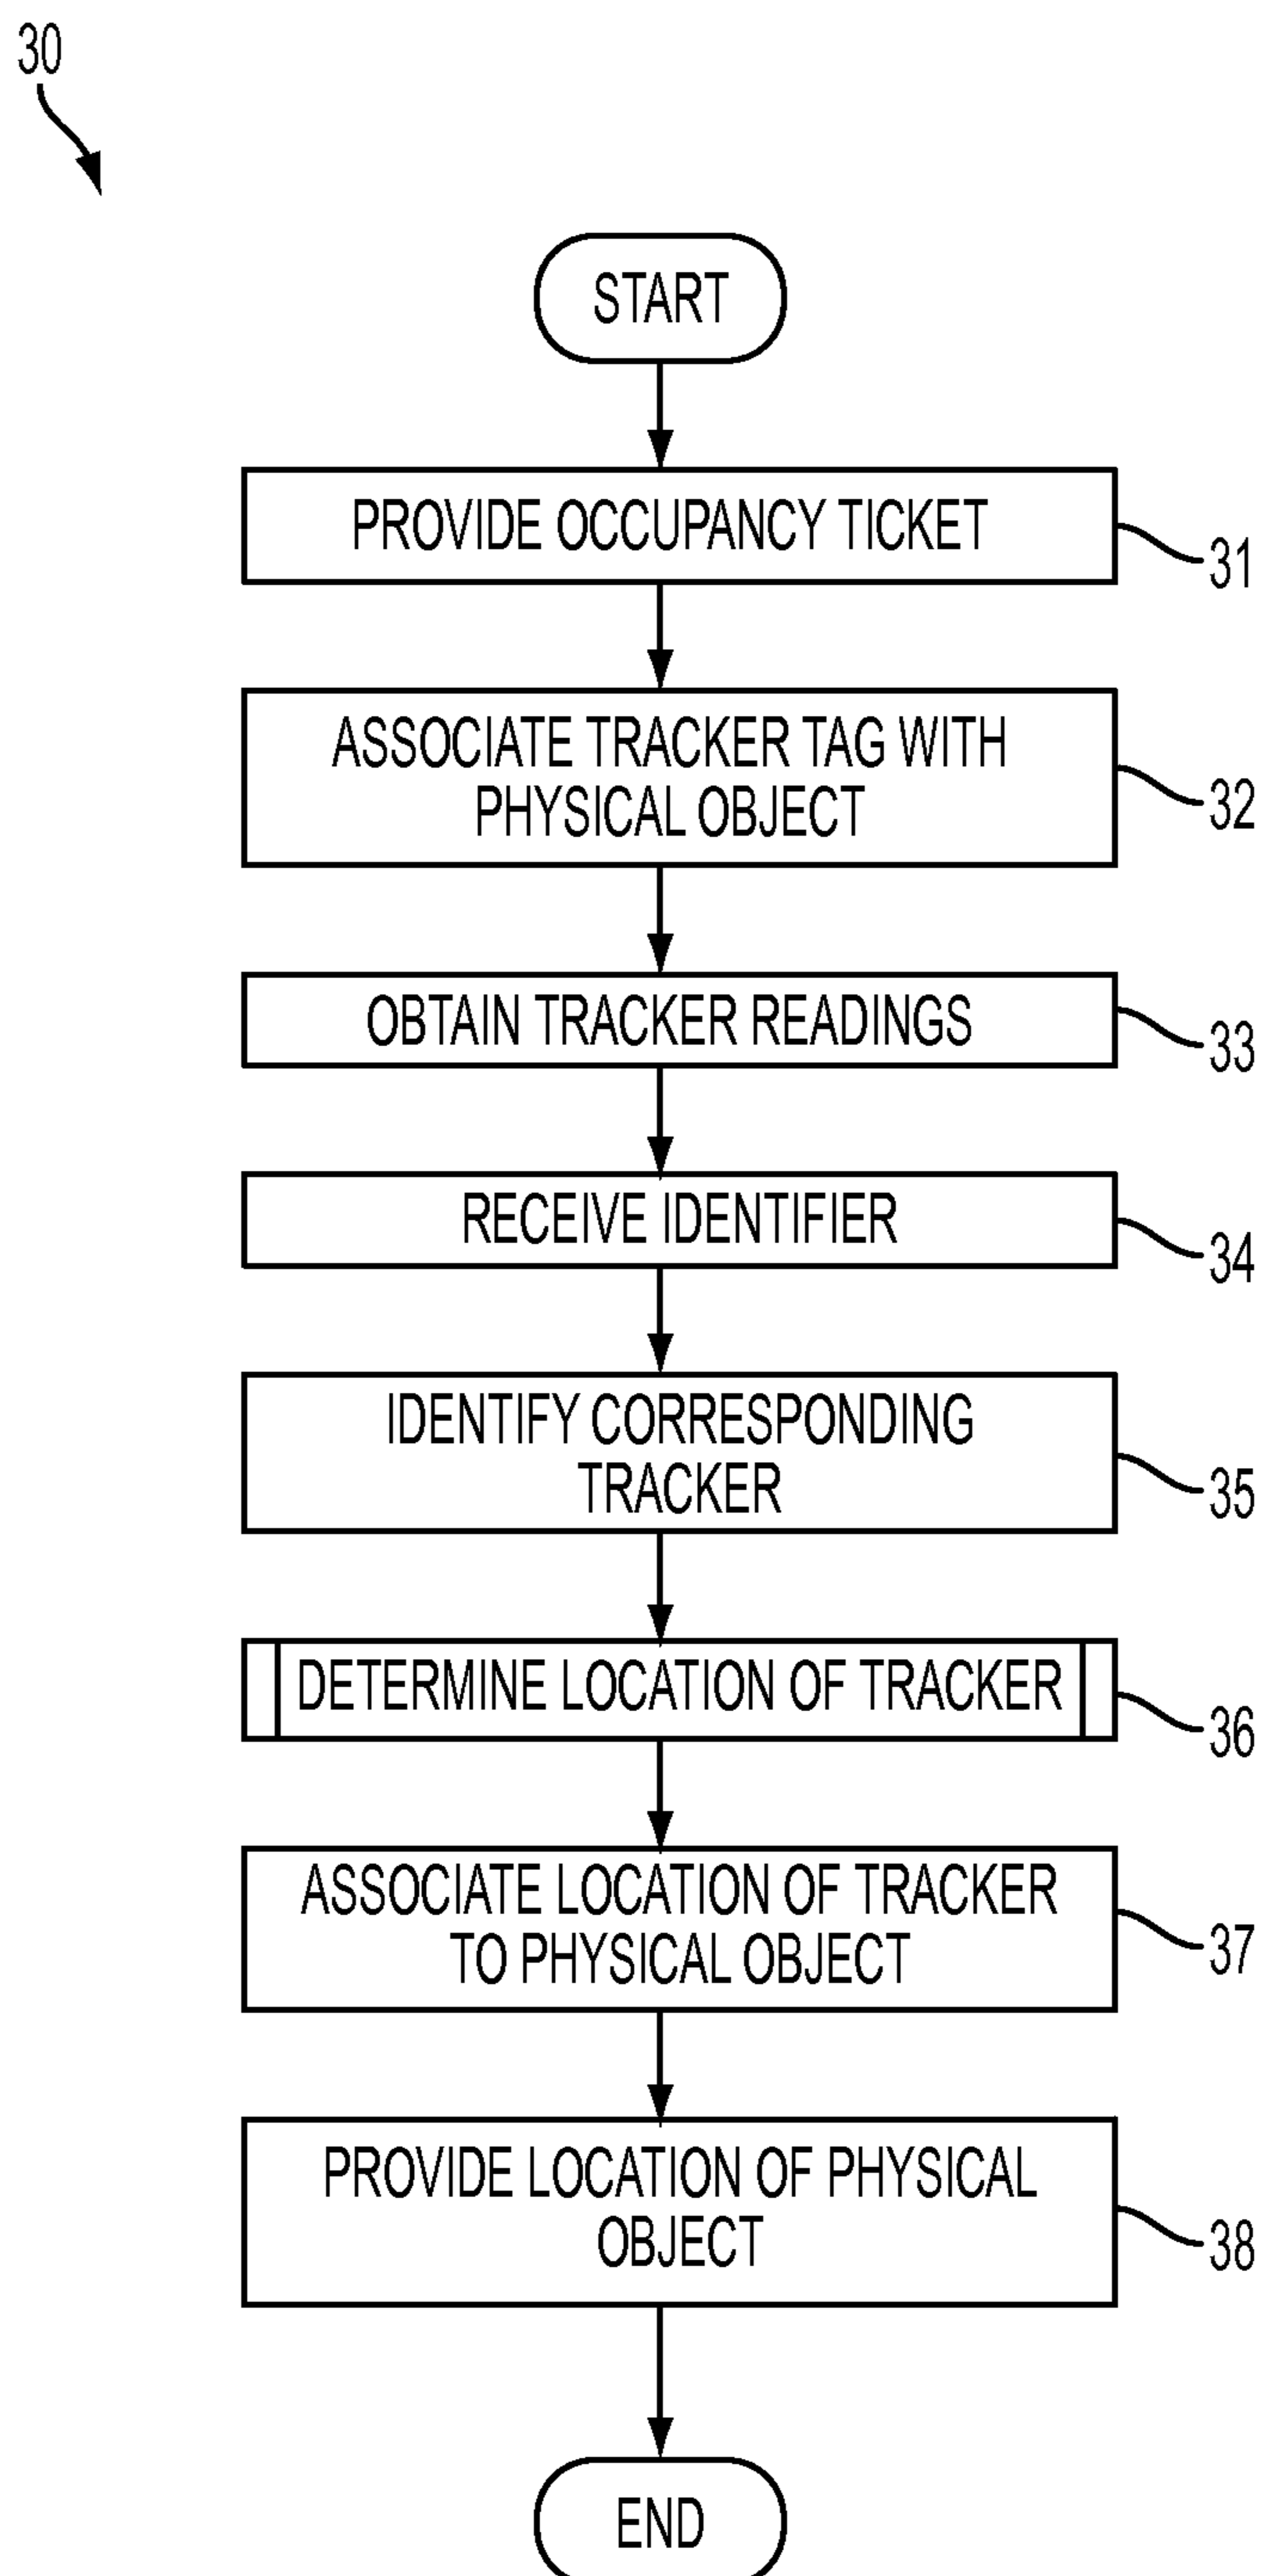 30
START
PROVIDE OCCUPANCY TICKET
31
ASSOCIATE TRACKER TAG WITH
PHYSICAL OBJECT
32
OBTAIN TRACKER READINGS
33
RECEIVE IDENTIFIER
34
IDENTIFY CORRESPONDING
TRACKER
35
DETERMINE LOCATION OF TRACKER
36
ASSOCIATE LOCATION OF TRACKER
TO PHYSICAL OBJECT
37
PROVIDE LOCATION OF PHYSICAL
OBJECT
38
END